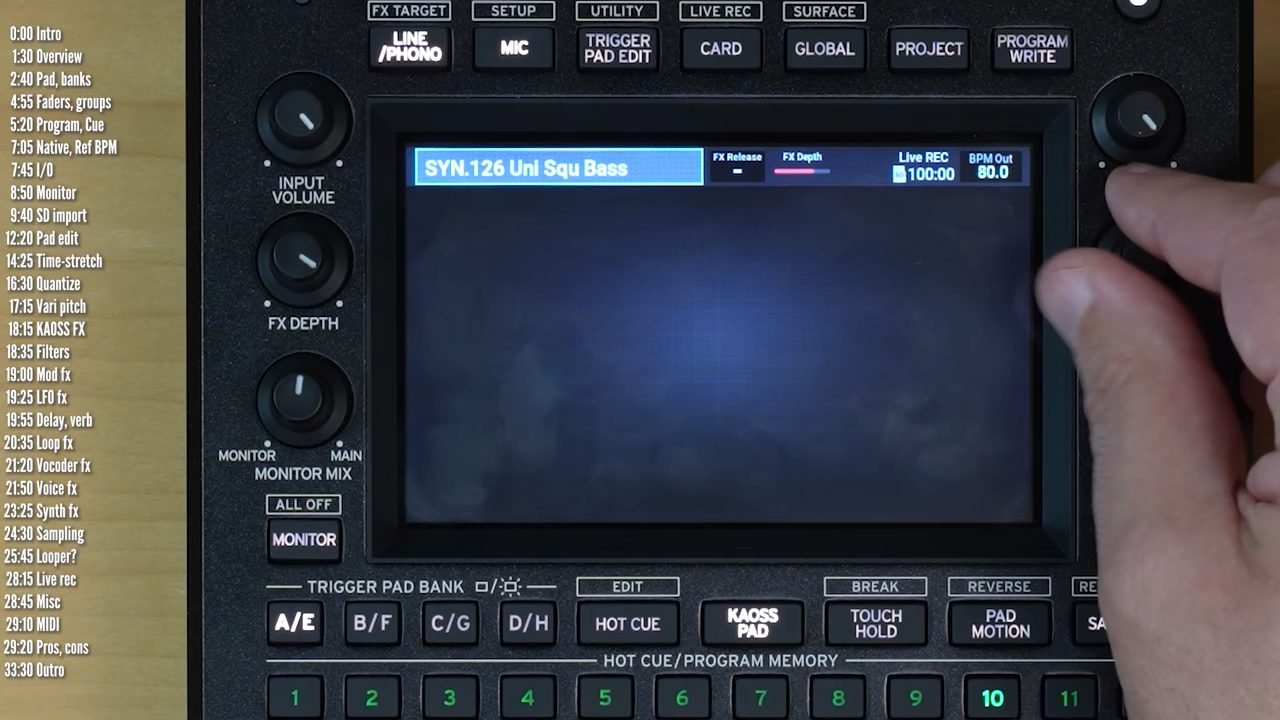 0:00 Intro
1:30 Overview
2:40 Pad, banks
4:55 Faders, groups
5:20 Program, Cue
7:05 Native, Ref BPM
7:45 I/O
8:50 Monitor
9:40 SD import
12:20 Pad edit
14:25 Time-stretch
16:30 Quantize
17:15 Vari pitch
18:15 KAOSS FX
18:35 Filters
19:00 Mod fx
19:25 LFO fx
19:55 Delay, verb
20:35 Loop fx
21:20 Vocoder fx
21:50 Voice fx
23:25 Synth fx
24:30 Sampling
25:45 Looper?
28:15 Live rec
28:45 Misc
29:10 MIDI
29:20 Pros, cons
33:30 Outro
FX TARGET SETUP UTILITY LIVE REC SURFACE
LINE /PHONO MIC TRIGGER PAD EDIT CARD GLOBAL PROJECT PROGRAM WRITE
INPUT VOLUME
FX DEPTH
MONITOR MAIN
MONITOR MIX
ALL OFF
MONITOR
SYN.126 Uni Squ Bass
FX Release FX Depth
Live REC
100:00
BPM Out
80.0
TRIGGER PAD BANK EDIT BREAK REVERSE
A/E B/F C/G D/H HOT CUE KAOSS PAD TOUCH HOLD PAD MOTION
HOT CUE/PROGRAM MEMORY
1 2 3 4 5 6 7 8 9 10 11